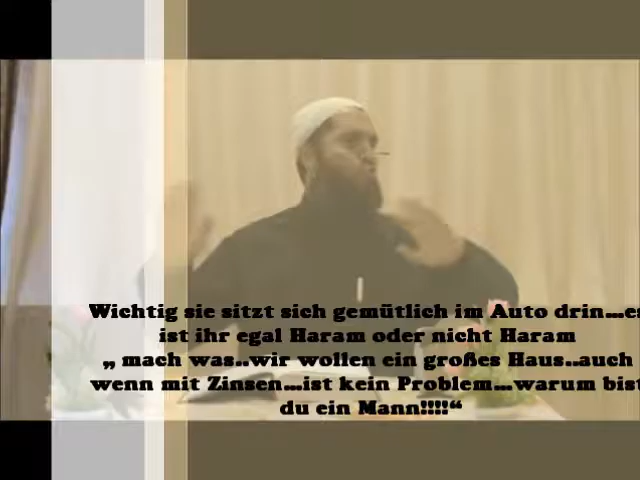 Wichtig sie sitzt sich gemütlich im Auto drin...es
ist ihr egal Haram oder nicht Haram
„ mach was..wir wollen ein großes Haus..auch
wenn mit Zinsen...ist kein Problem...warum bist
du ein Mann!!!!“